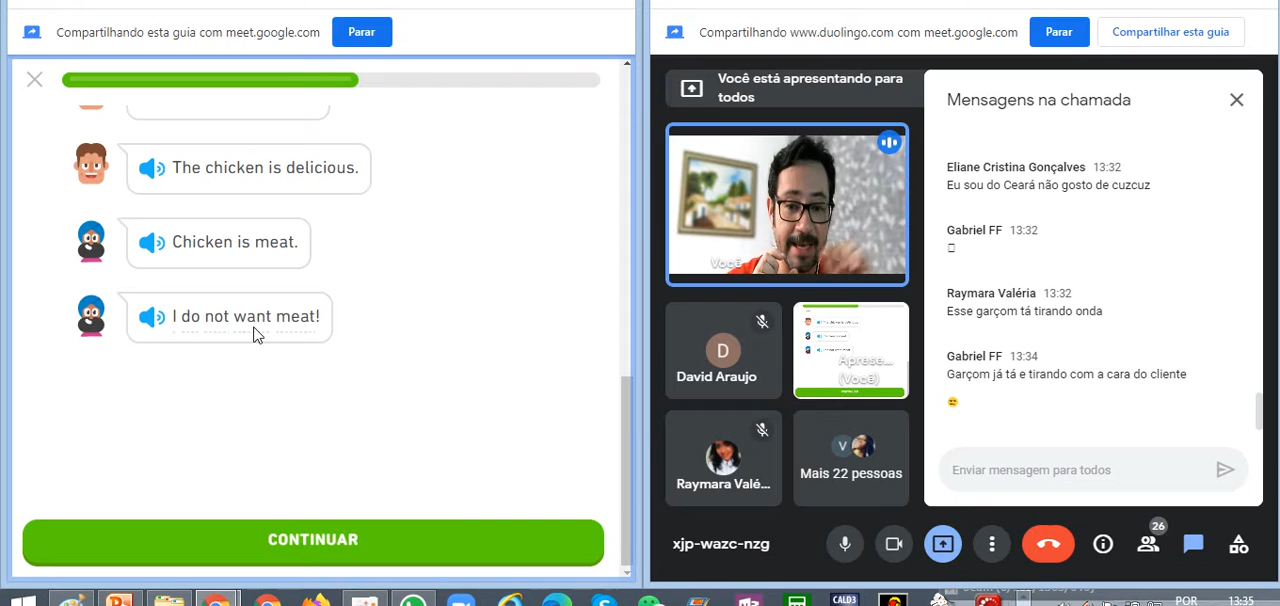 Compartilhando esta guia com meet.google.com
Parar
The chicken is delicious.
Chicken is meat.
I do not want meat!
CONTINUAR
Compartilhando www.duolingo.com com meet.google.com
Parar
Compartilhar esta guia
Você está apresentando para
todos
Você
David Araujo
D
Aprese...
(Você)
Raymara Valé...
V
Mais 22 pessoas
Mensagens na chamada
Eliane Cristina Gonçalves 13:32
Eu sou do Ceará não gosto de cuzcuz
Gabriel FF 13:32
Raymara Valéria 13:32
Esse garçom tá tirando onda
Gabriel FF 13:34
Garçom já tá e tirando com a cara do cliente
Enviar mensagem para todos
xjp-wazc-nzg
26
CALD3
POR
13:35